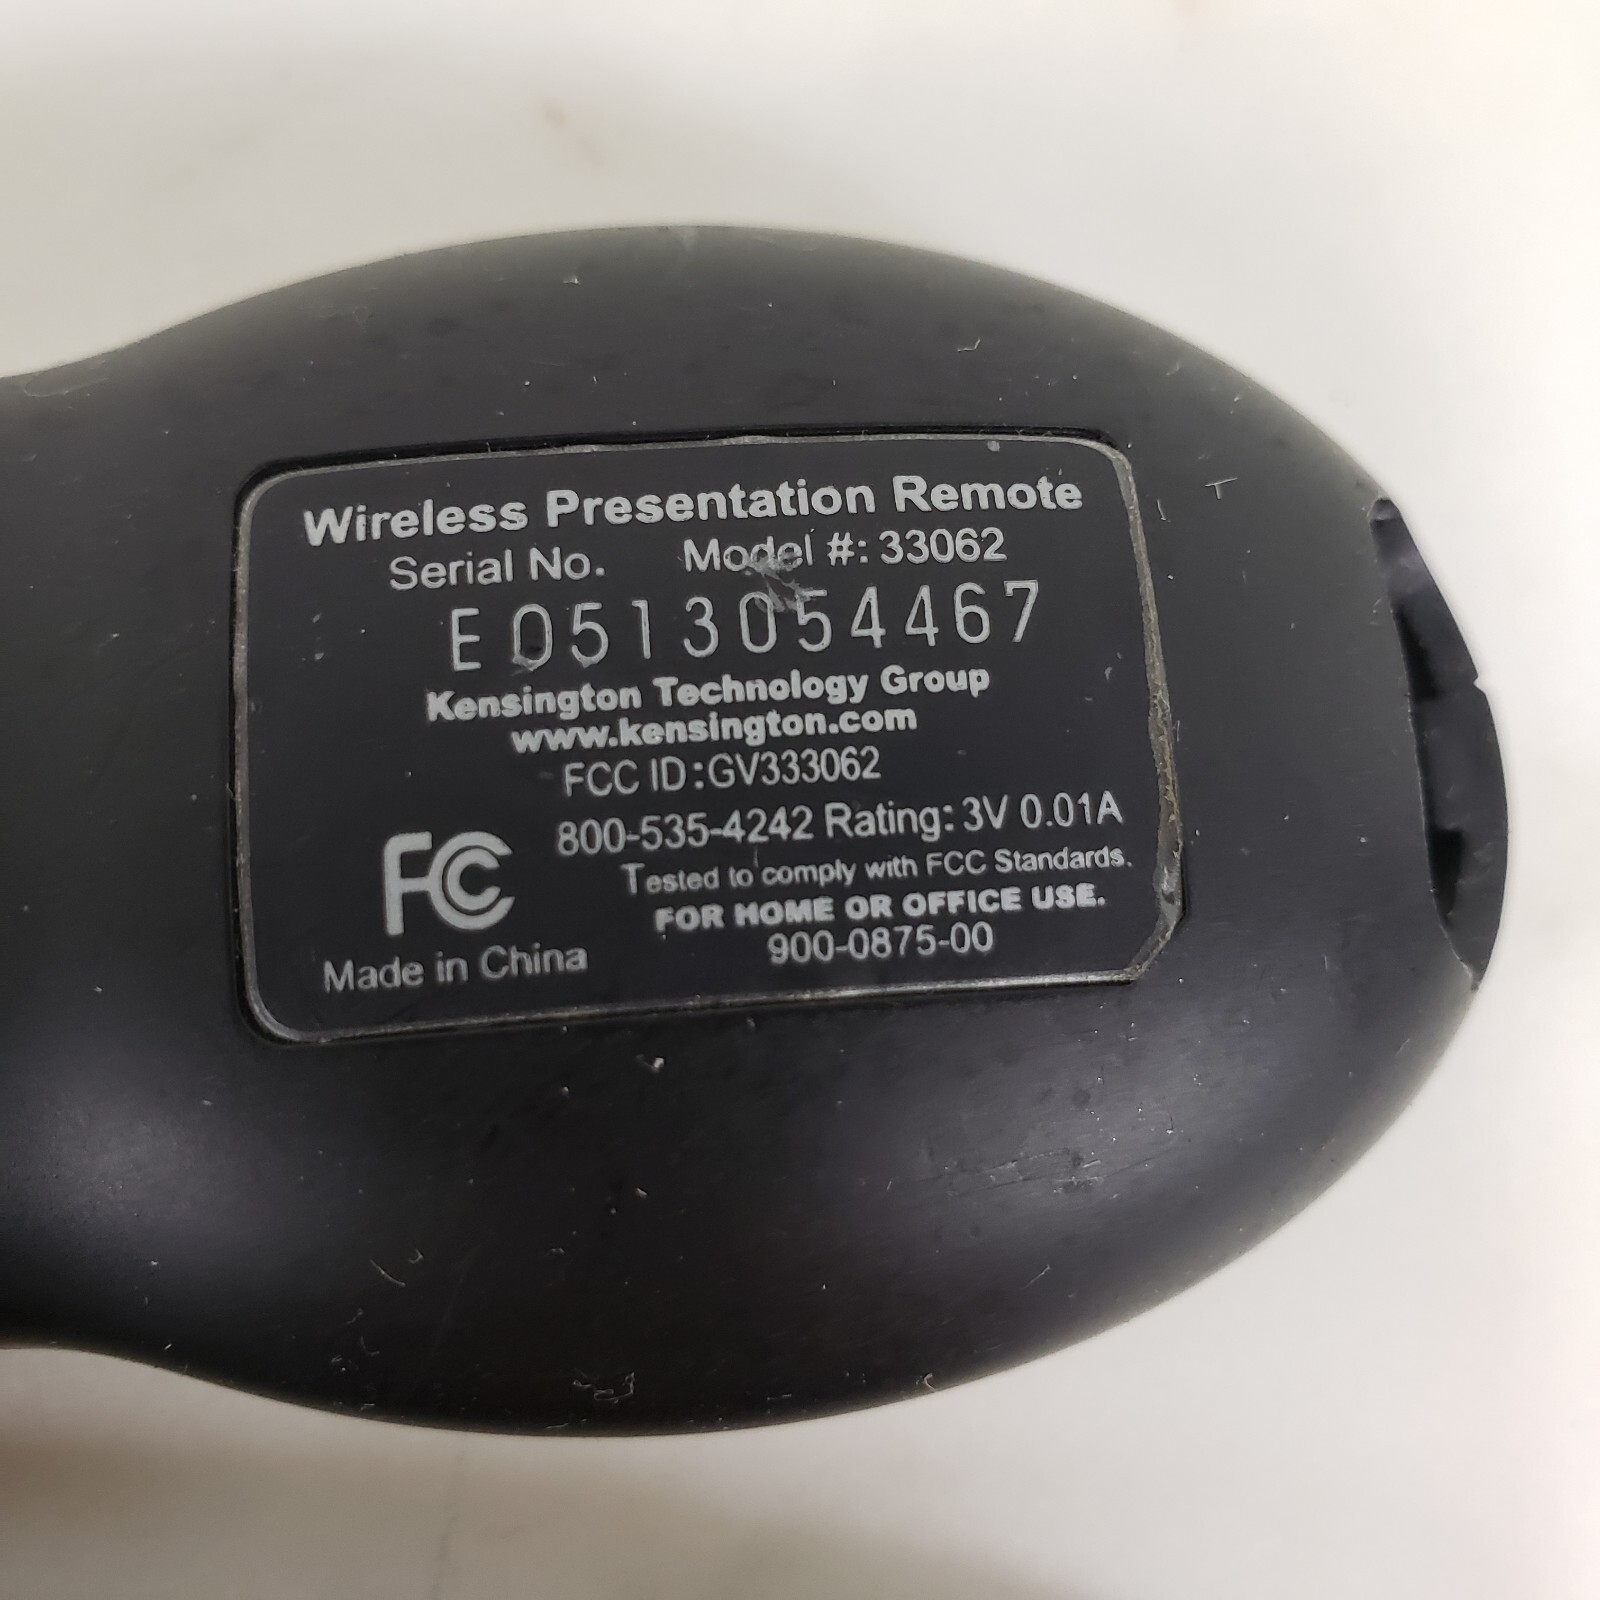 Wireless Presentation Remote
Serial No. Model #: 33062
E0513054467
Kensington Technology Group
www.kensington.com
FCC ID:GV333062
800-535-4242 Rating: 3V 0.01A
Tested to comply with FCC Standards.
FOR HOME OR OFFICE USE.
900-0875-00
FC
Made in China